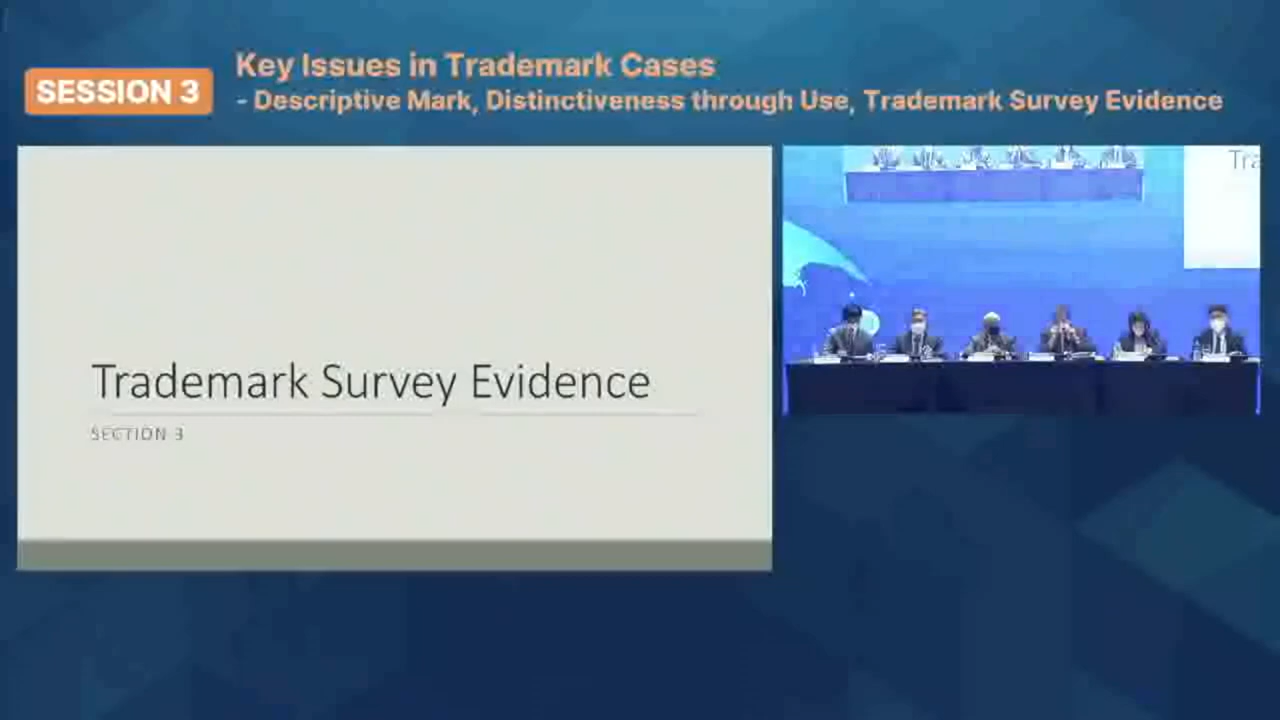 SESSION 3
Key Issues in Trademark Cases
- Descriptive Mark, Distinctiveness through Use, Trademark Survey Evidence
Trademark Survey Evidence
SECTION 3
Tra